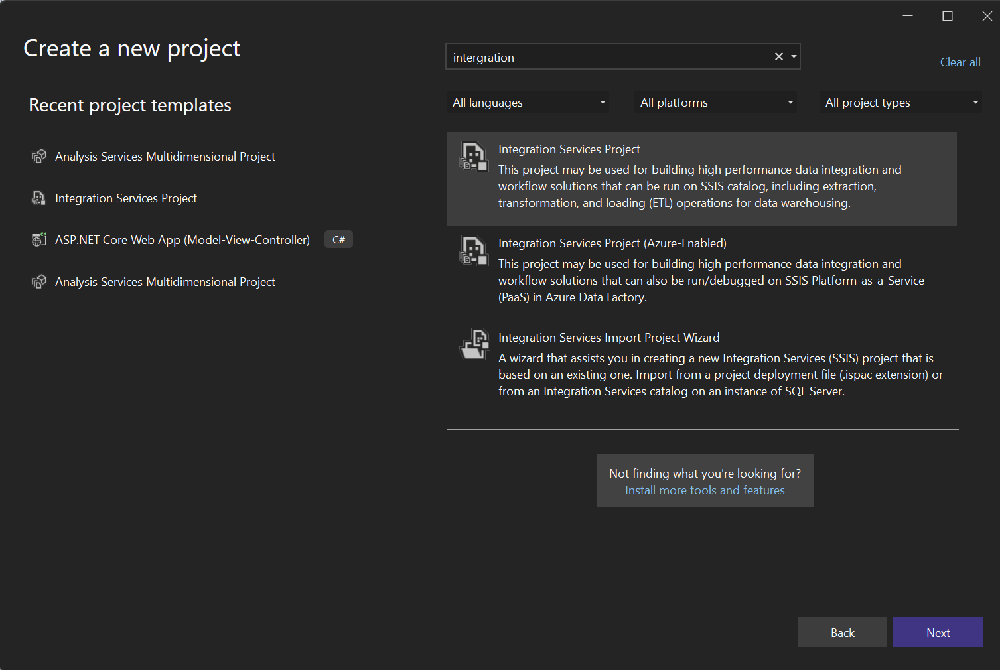 Create a new project
intergration
Clear all
Recent project templates
All languages
All platforms
All project types
Analysis Services Multidimensional Project
Integration Services Project
ASP.NET Core Web App (Model-View-Controller)
C#
Analysis Services Multidimensional Project
Integration Services Project
This project may be used for building high performance data integration and
workflow solutions that can be run on SSIS catalog, including extraction,
transformation, and loading (ETL) operations for data warehousing.
Integration Services Project (Azure-Enabled)
This project may be used for building high performance data integration and
workflow solutions that can also be run/debugged on SSIS Platform-as-a-Service
(PaaS) in Azure Data Factory.
Integration Services Import Project Wizard
A wizard that assists you in creating a new Integration Services (SSIS) project that is
based on an existing one. Import from a project deployment file (.ispac extension) or
from an Integration Services catalog on an instance of SQL Server.
Not finding what you're looking for?
Install more tools and features
Back
Next